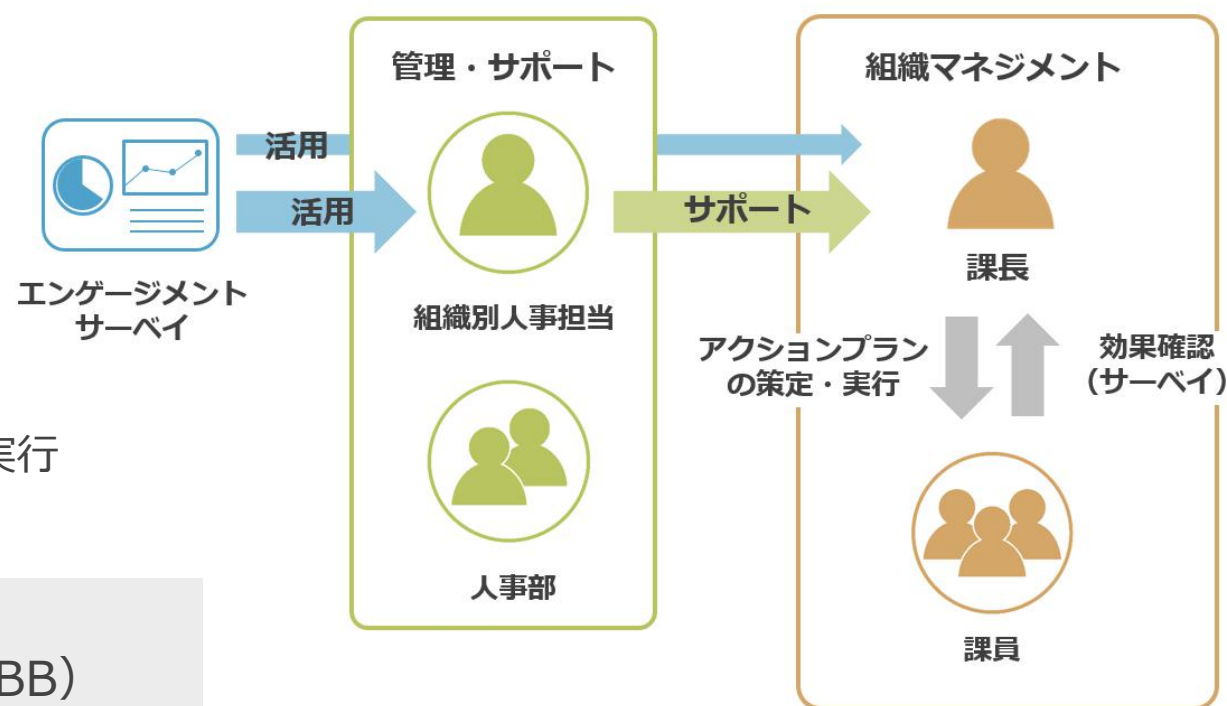 管理・サポート
組織マネジメント
活用
活用
サポート
エンゲージメント
サーベイ
組織別人事担当
課長
アクションプラン
の策定・実行
効果確認
（サーベイ）
実行
人事部
課員
BB）